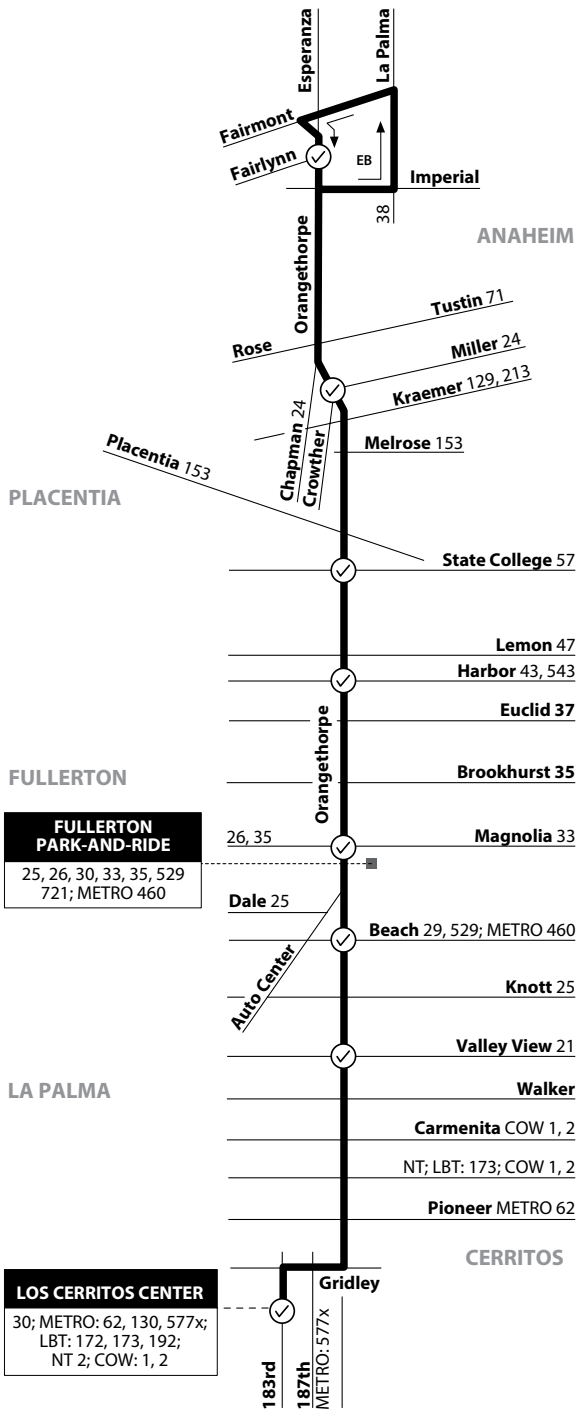 Esperanza
La Palma
Fairmont
Fairlynn
EB
Imperial
38
ANAHEIM
Orangethorpe
Tustin 71
Rose
Miller 24
Kraemer 129, 213
Chapman 24
Crowther
Melrose 153
Placentia 153
PLACENTIA
State College 57
Lemon 47
Harbor 43, 543
Euclid 37
Orangethorpe
FULLERTON
Brookhurst 35
FULLERTON
PARK-AND-RIDE
25, 26, 30, 33, 35, 529
721; METRO 460
26, 35
Magnolia 33
Dale 25
Beach 29, 529; METRO 460
Auto Center
Knott 25
Valley View 21
LA PALMA
Walker
Carmenita COW 1, 2
NT; LBT: 173; COW 1, 2
Pioneer METRO 62
CERRITOS
Gridley
LOS CERRITOS CENTER
30; METRO: 62, 130, 577x;
LBT: 172, 173, 192;
NT 2; COW: 1, 2
183rd
187th
METRO: 577x